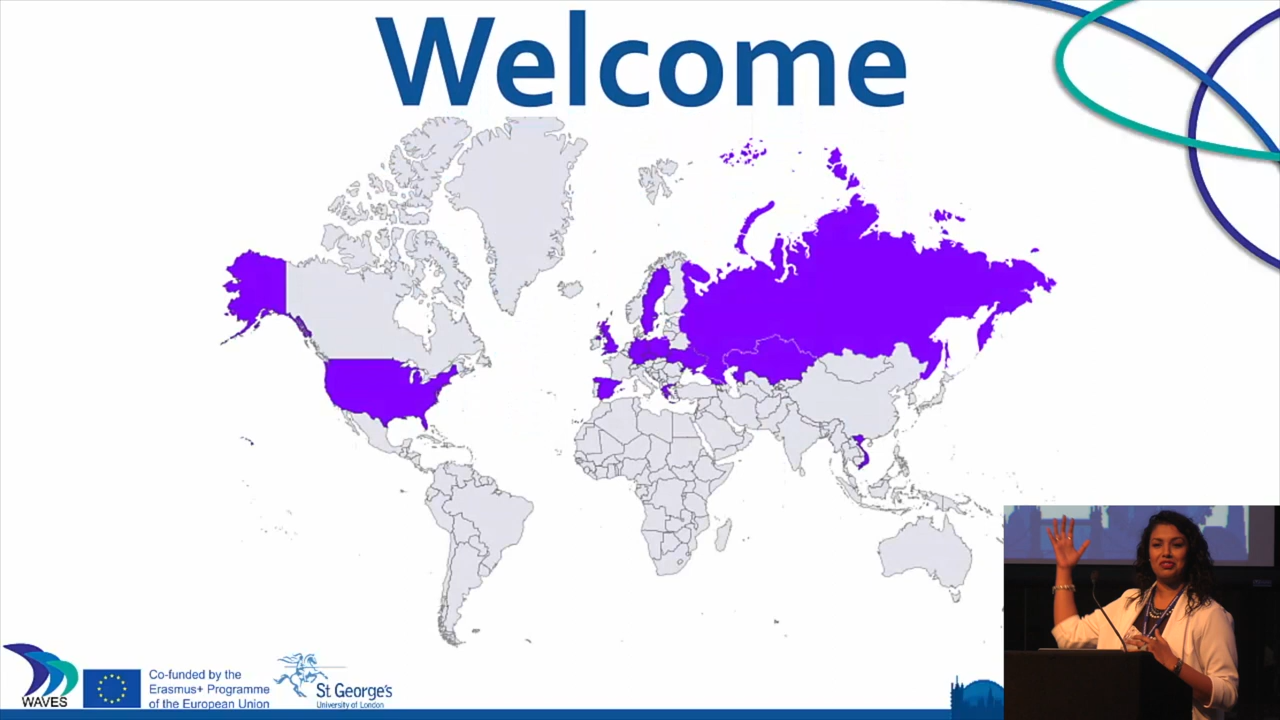 Welcome
WAVES
Co-funded by the
Erasmus+ Programme
of the European Union
St George's
University of London